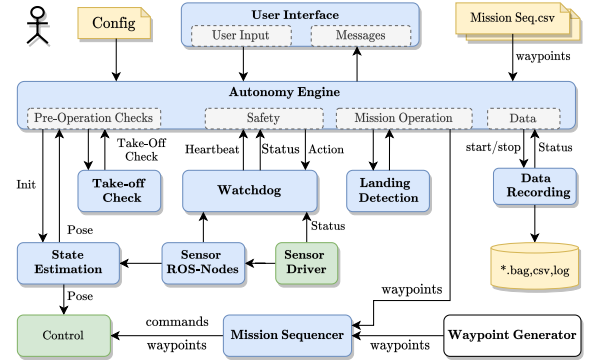 Config
User Interface
User Input
Messages
Mission Seq.csv
waypoints
Autonomy Engine
Pre-Operation Checks
Safety
Mission Operation
Data
Take-Off
Check
Heartbeat
Status
Action
start/stop
Status
Init
Take-off
Check
Watchdog
Landing
Detection
Data
Recording
Pose
Status
State
Estimation
Sensor
ROS-Nodes
Sensor
Driver
*.bag,csv,log
Pose
waypoints
Control
commands
waypoints
Mission Sequencer
waypoints
Waypoint Generator